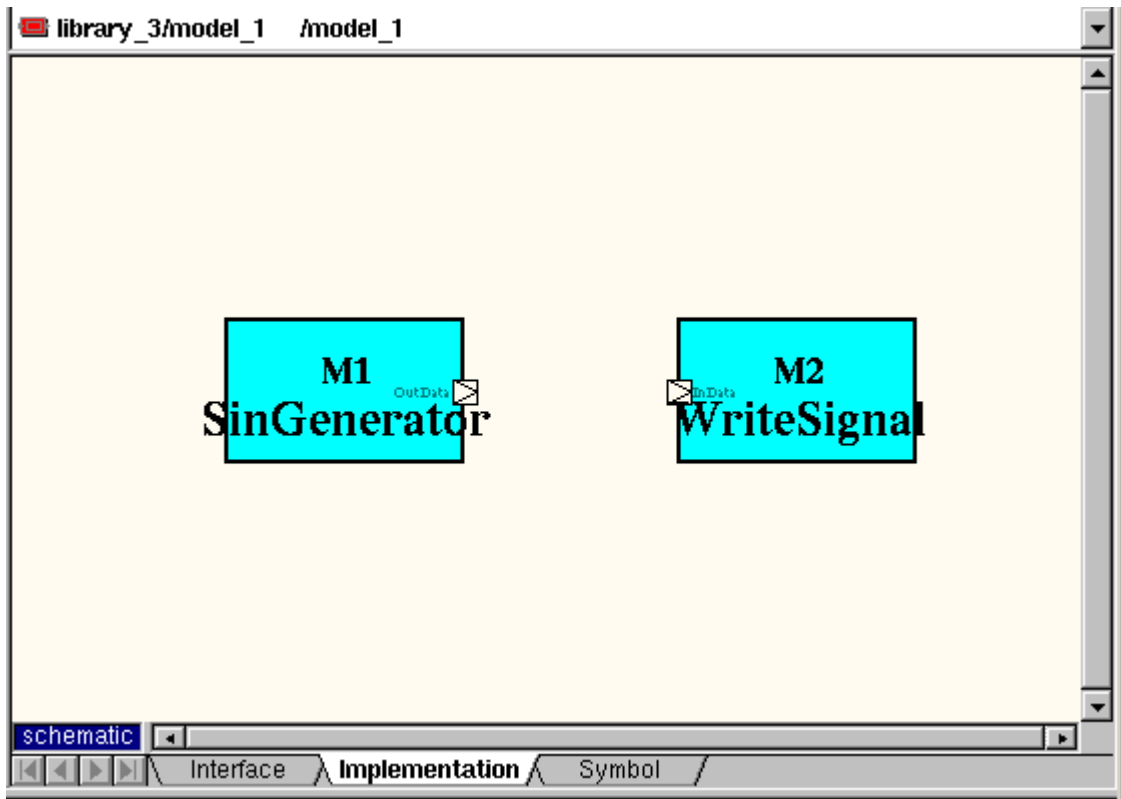 library_3/model_1 /model_1
M1
OutData
SinGenerator
M2
InData
WriteSignal
schematic
Interface Implementation Symbol